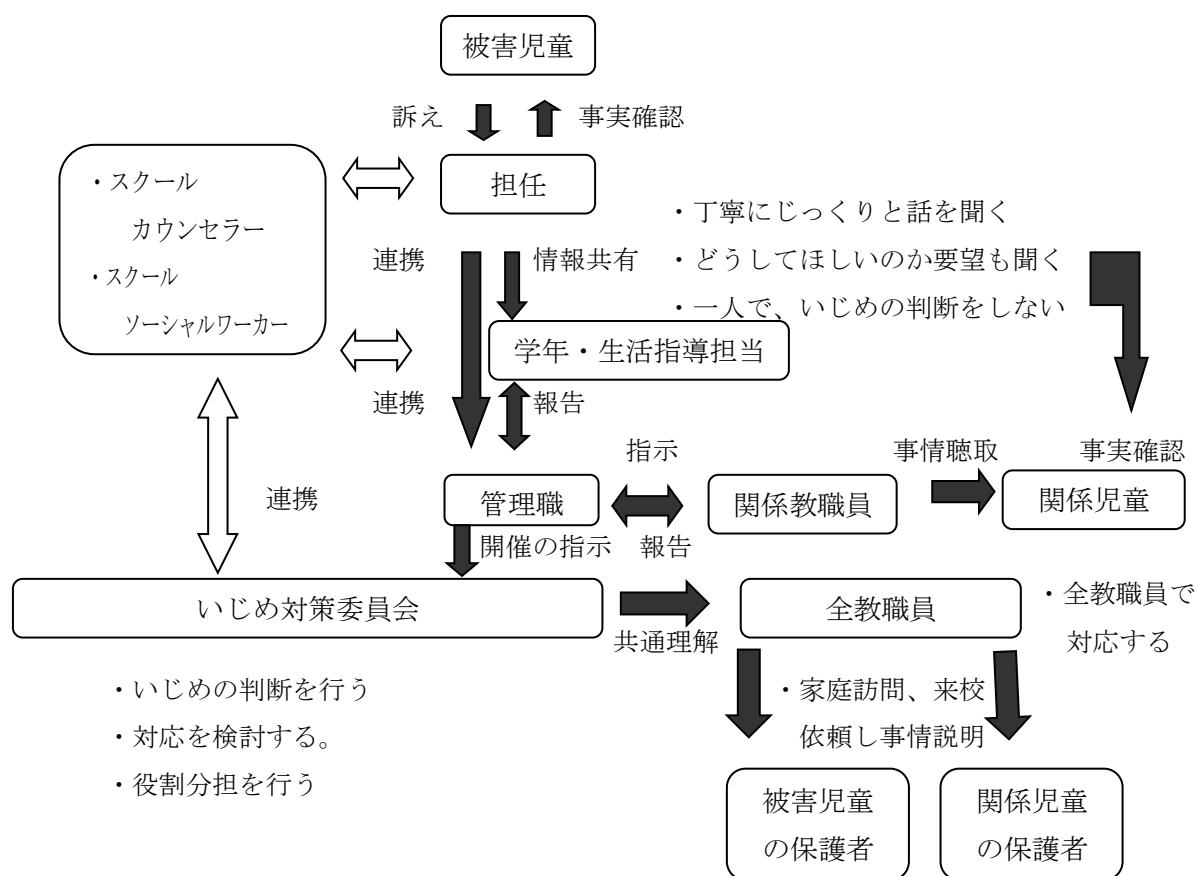 被害児童
訴え
事実確認
担任
・スクール
カウンセラー
・スクール
ソーシャルワーカー
・丁寧にじっくりと話を聞く
・どうしてほしいのか要望も聞く
・一人で、いじめの判断をしない
連携
情報共有
学年・生活指導担当
連携
報告
指示
事情聴取
事実確認
連携
管理職
関係教職員
関係児童
開催の指示
報告
いじめ対策委員会
共通理解
全教職員
・全教職員で
対応する
・いじめの判断を行う
・対応を検討する。
・役割分担を行う
・家庭訪問、来校
依頼し事情説明
被害児童
の保護者
関係児童
の保護者